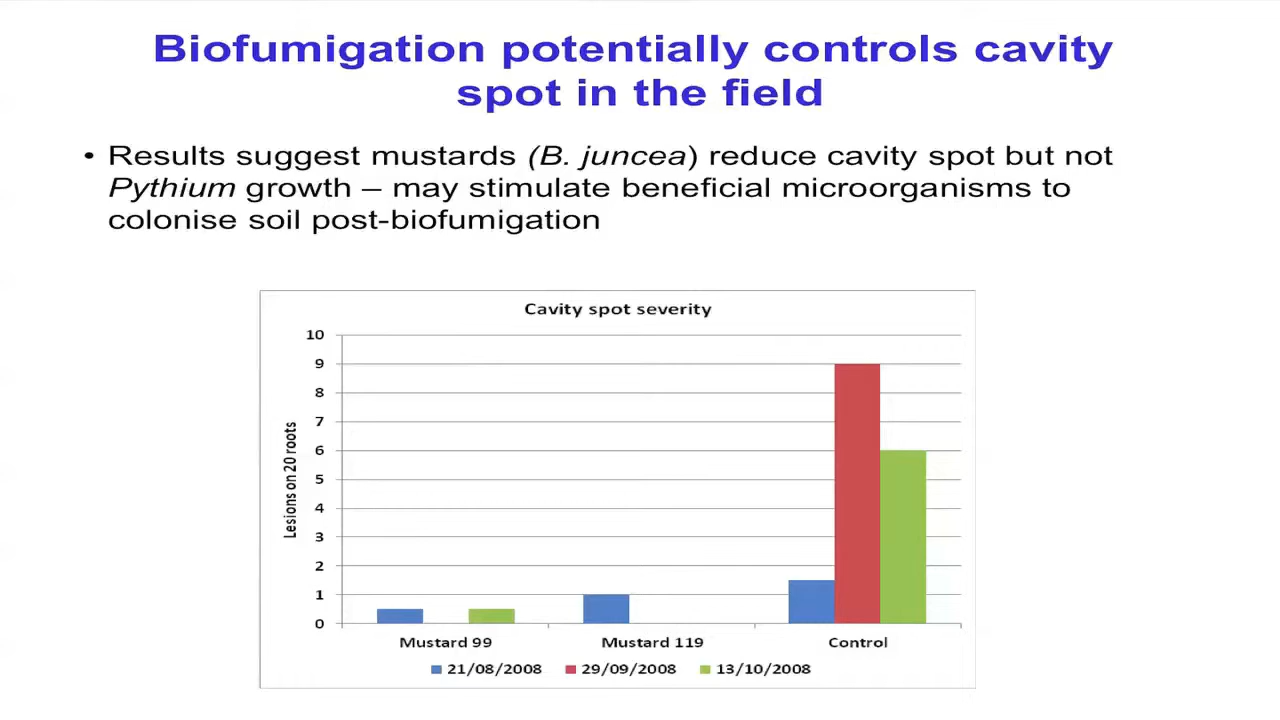 Biofumigation potentially controls cavity
spot in the field
• Results suggest mustards (B. juncea) reduce cavity spot but not
Pythium growth – may stimulate beneficial microorganisms to
colonise soil post-biofumigation
Cavity spot severity
Lesions on 20 roots
10
9
8
7
6
5
4
3
2
1
0
Mustard 99 Mustard 119 Control
21/08/2008 29/09/2008 13/10/2008